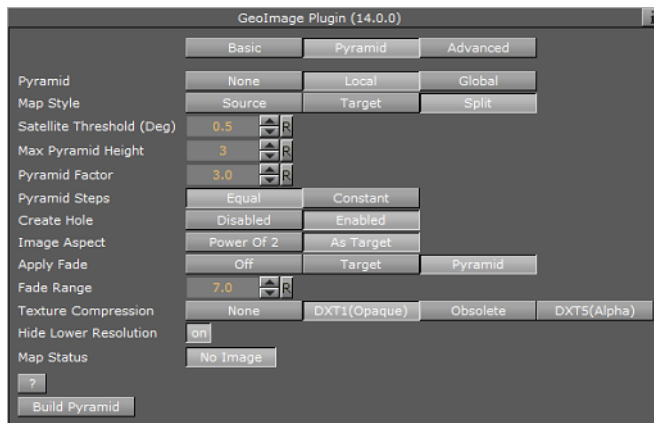 GeoImage Plugin (14.0.0) i
Basic Pyramid Advanced
Pyramid None Local Global
Map Style Source Target Split
Satellite Threshold (Deg) 0.5 R
Max Pyramid Height 3 R
Pyramid Factor 3.0 R
Pyramid Steps Equal Constant
Create Hole Disabled Enabled
Image Aspect Power Of 2 As Target
Apply Fade Off Target Pyramid
Fade Range 7.0 R
Texture Compression None DXT1(Opaque) Obsolete DXT5(Alpha)
Hide Lower Resolution on
Map Status No Image
?
Build Pyramid